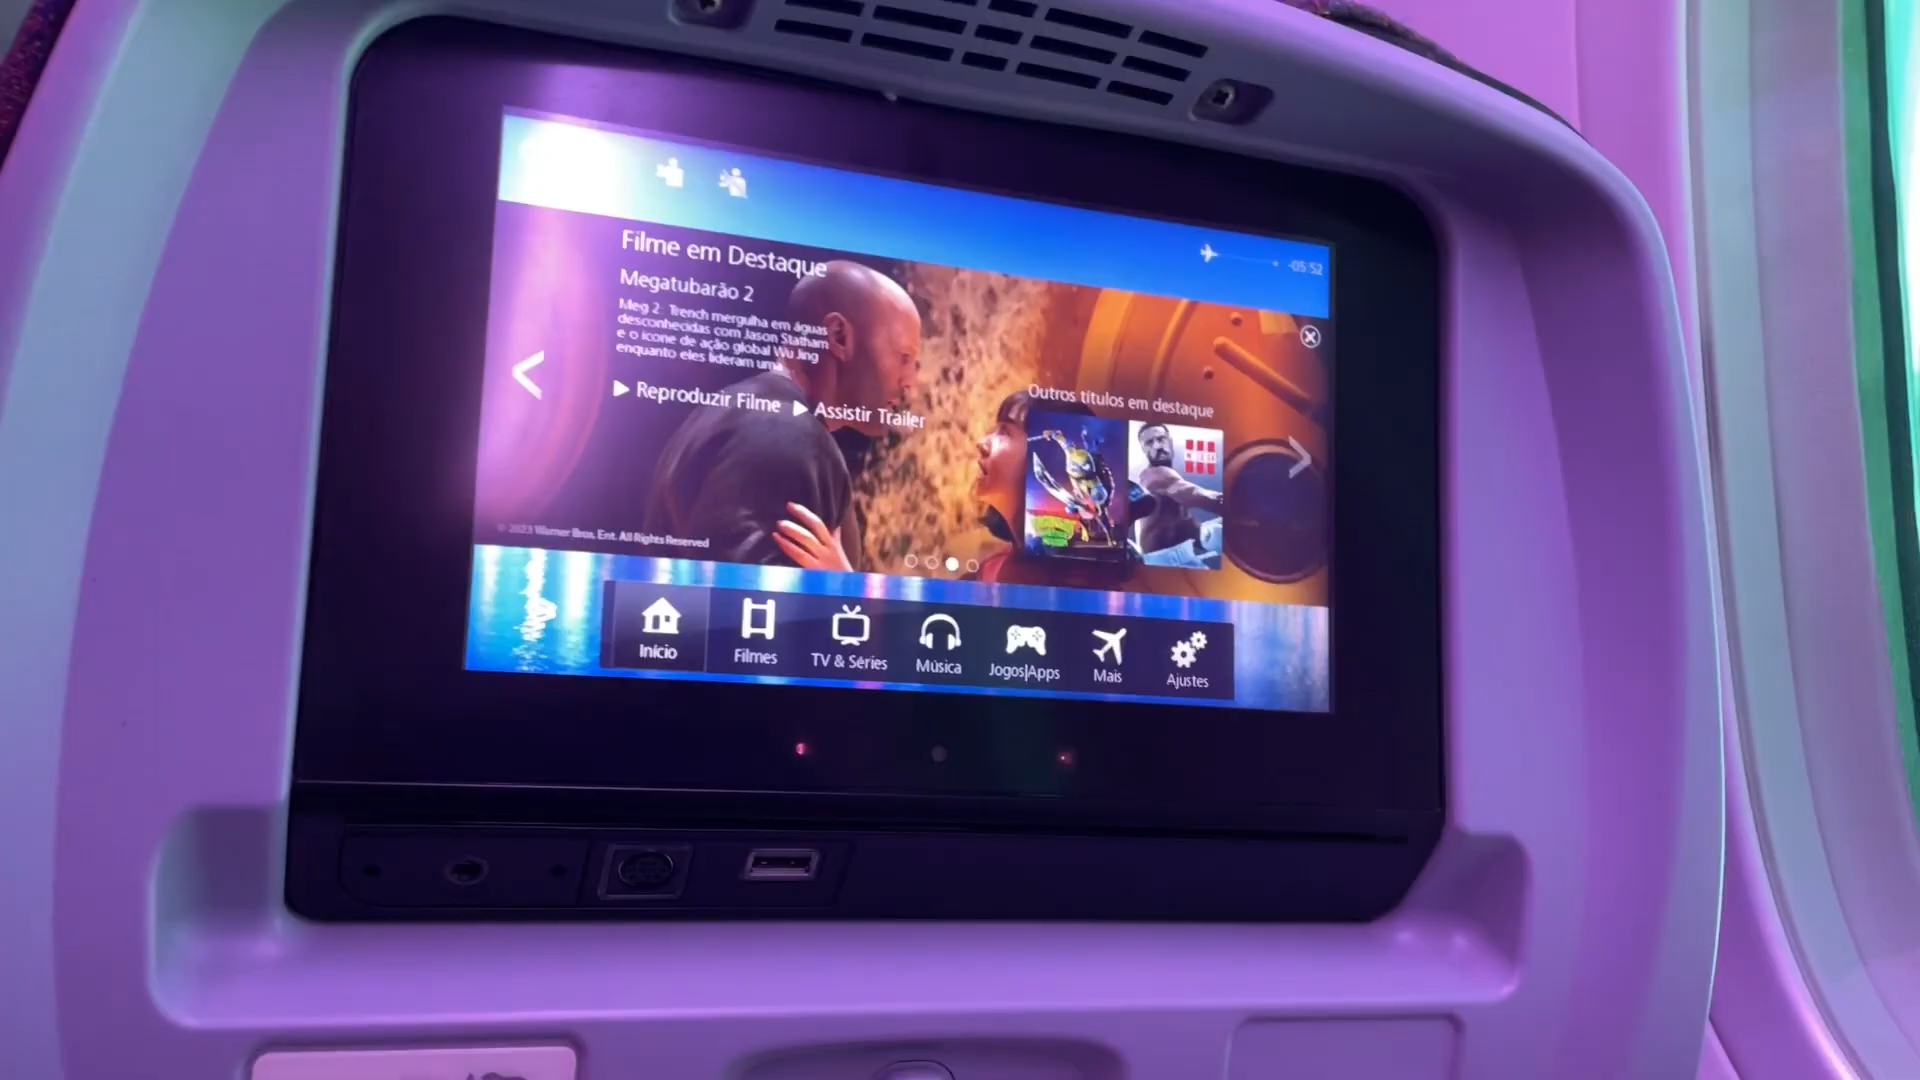 -05:52
Filme em Destaque
Megatubarão 2
Meg 2: Trench mergulha em águas
desconhecidas com Jason Statham
e o ícone de ação global Wu Jing
enquanto eles lideram uma
Reproduzir Filme
Assistir Trailer
Outros títulos em destaque
© 2023 Warner Bros. Ent. All Rights Reserved
Início
Filmes
TV & Séries
Música
Jogos|Apps
Mais
Ajustes